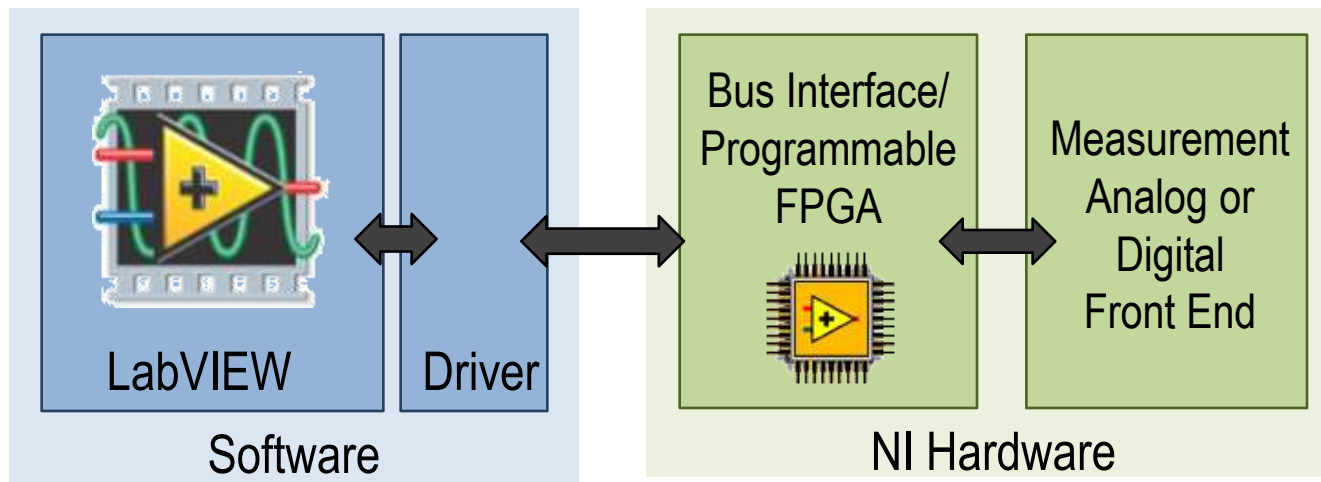 LabVIEW
Driver
Software
Bus Interface/
Programmable
FPGA
Measurement
Analog or
Digital
Front End
NI Hardware